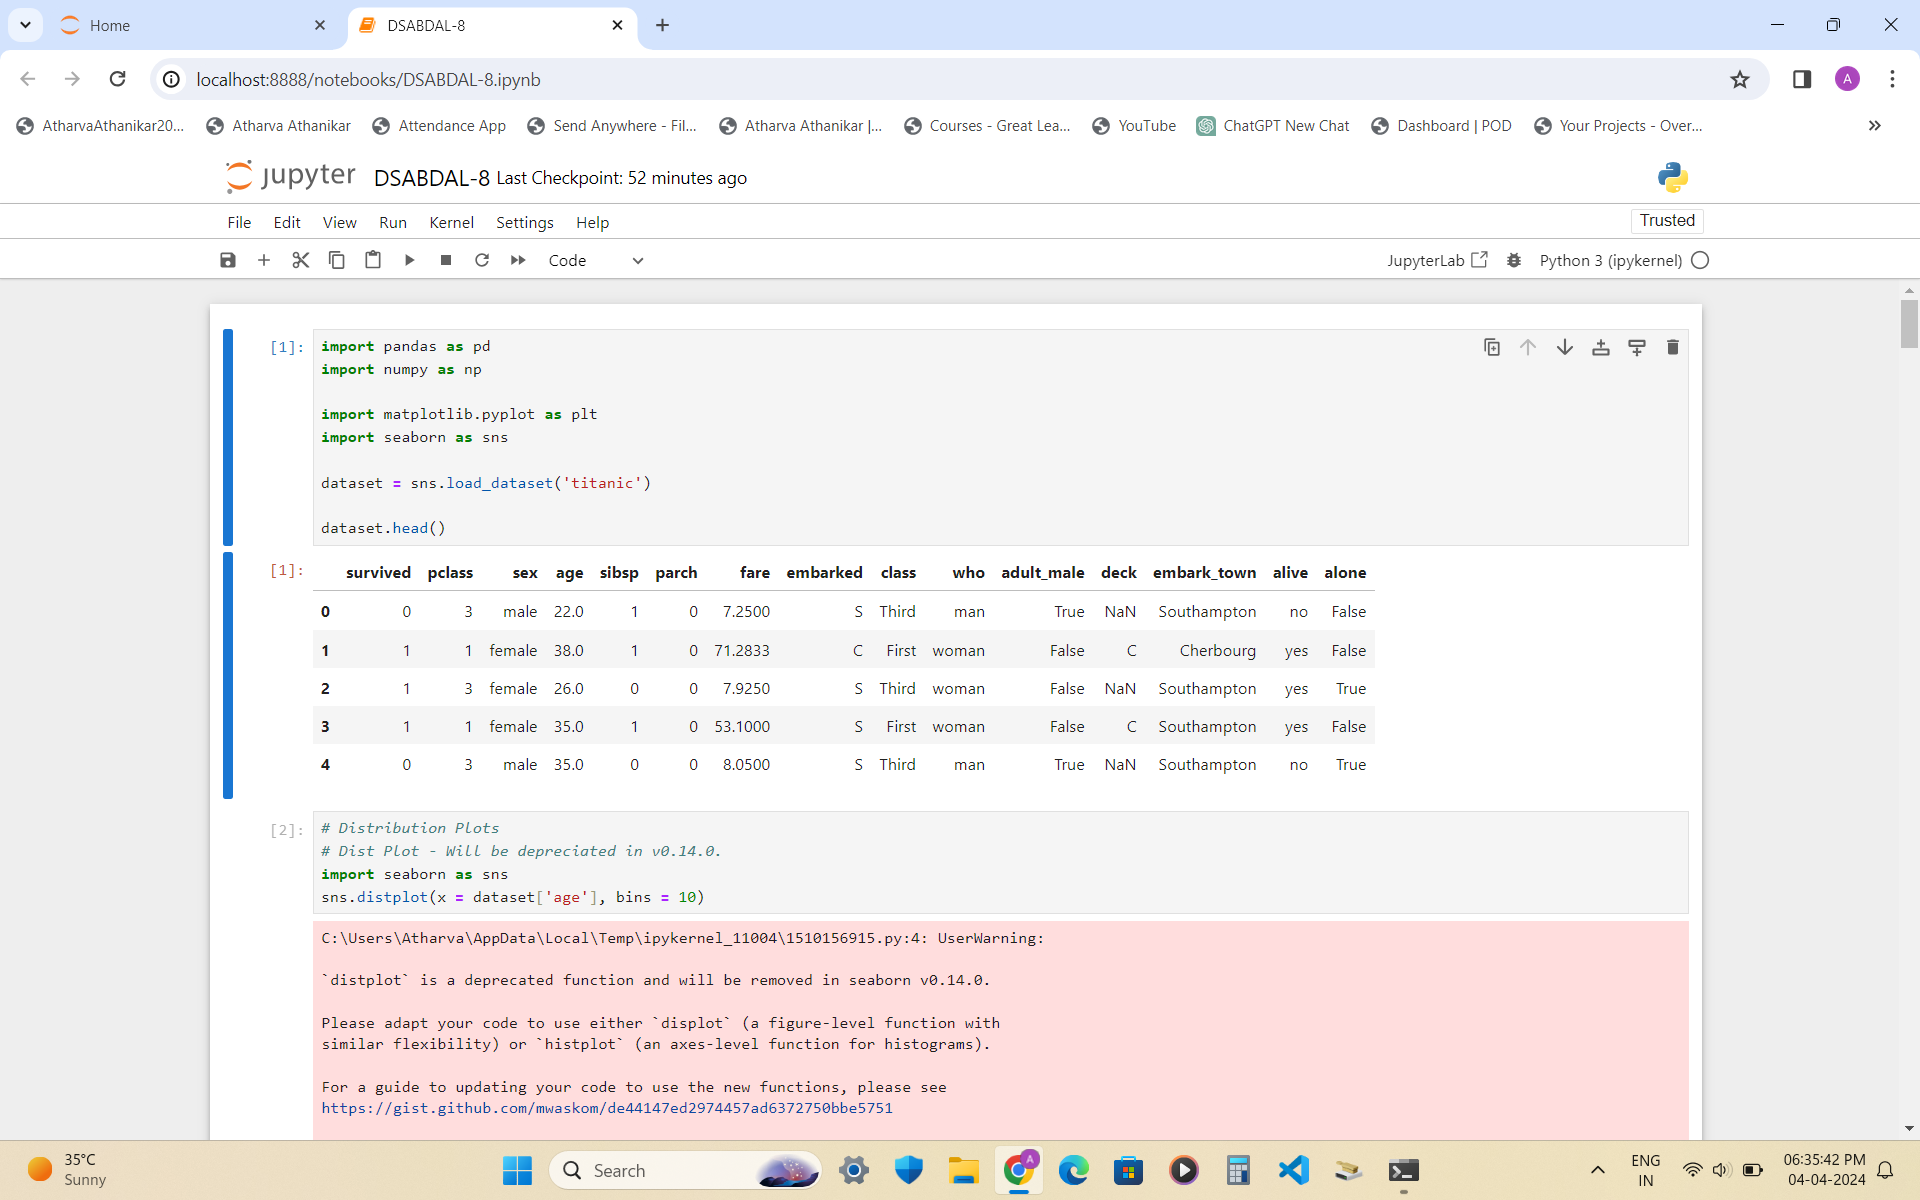 Home
DSABDAL-8
localhost:8888/notebooks/DSABDAL-8.ipynb
A
AtharvaAthanikar20... Atharva Athanikar Attendance App Send Anywhere - Fil... Atharva Athanikar |... Courses - Great Lea... YouTube ChatGPT New Chat Dashboard | POD Your Projects - Over...
jupyter DSABDAL-8 Last Checkpoint: 52 minutes ago
File Edit View Run Kernel Settings Help Trusted
Code JupyterLab Python 3 (ipykernel)
[1]: import pandas as pd
import numpy as np
import matplotlib.pyplot as plt
import seaborn as sns
dataset = sns.load_dataset('titanic')
dataset.head()
[1]: survived pclass sex age sibsp parch fare embarked class who adult_male deck embark_town alive alone
0 0 3 male 22.0 1 0 7.2500 S Third man True NaN Southampton no False
1 1 1 female 38.0 1 0 71.2833 C First woman False C Cherbourg yes False
2 1 3 female 26.0 0 0 7.9250 S Third woman False NaN Southampton yes True
3 1 1 female 35.0 1 0 53.1000 S First woman False C Southampton yes False
4 0 3 male 35.0 0 0 8.0500 S Third man True NaN Southampton no True
[2]: # Distribution Plots
# Dist Plot - Will be depreciated in v0.14.0.
import seaborn as sns
sns.distplot(x = dataset['age'], bins = 10)
C:\Users\Atharva\AppData\Local\Temp\ipykernel_11004\1510156915.py:4: UserWarning:
`distplot` is a deprecated function and will be removed in seaborn v0.14.0.
Please adapt your code to use either `displot` (a figure-level function with
similar flexibility) or `histplot` (an axes-level function for histograms).
For a guide to updating your code to use the new functions, please see
https://gist.github.com/mwaskom/de44147ed2974457ad6372750bbe5751
35°C
Sunny
Search
A
ENG
IN
06:35:42 PM
04-04-2024